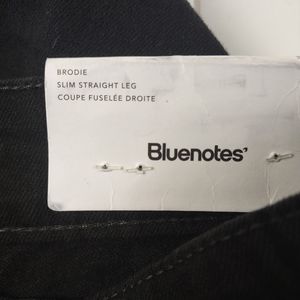 BRODIE
SLIM STRAIGHT LEG
COUPE FUSELÉE DROITE
Bluenotes'